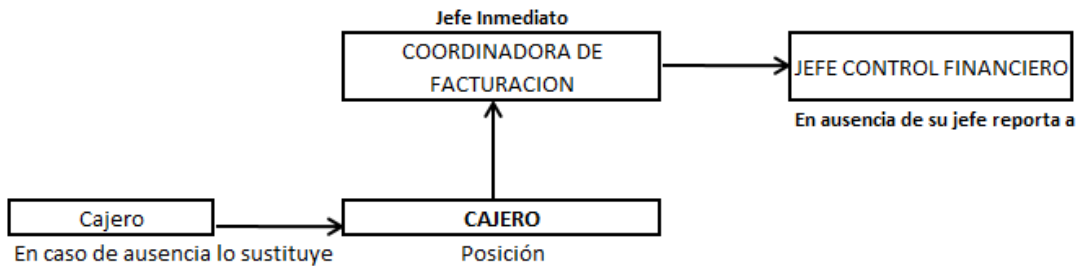 Jefe Inmediato
COORDINADORA DE
FACTURACION
JEFE CONTROL FINANCIERO
En ausencia de su jefe reporta a
Cajero
CAJERO
En caso de ausencia lo sustituye
Posición